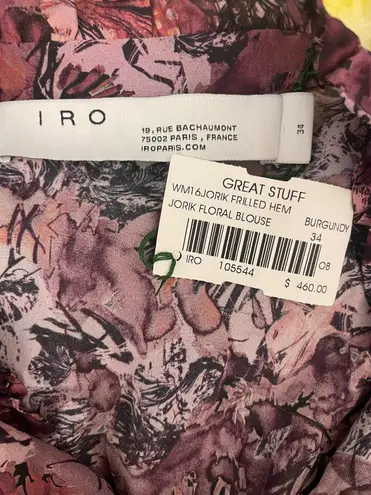 IRO
19, RUE BACHAUMONT
75002 PARIS, FRANCE
IROPARIS.COM
34
GREAT STUFF
WM16JORIK FRILLED HEM
JORIK FLORAL BLOUSE
BURGUNDY
34
OB
IRO 105544
$ 460.00